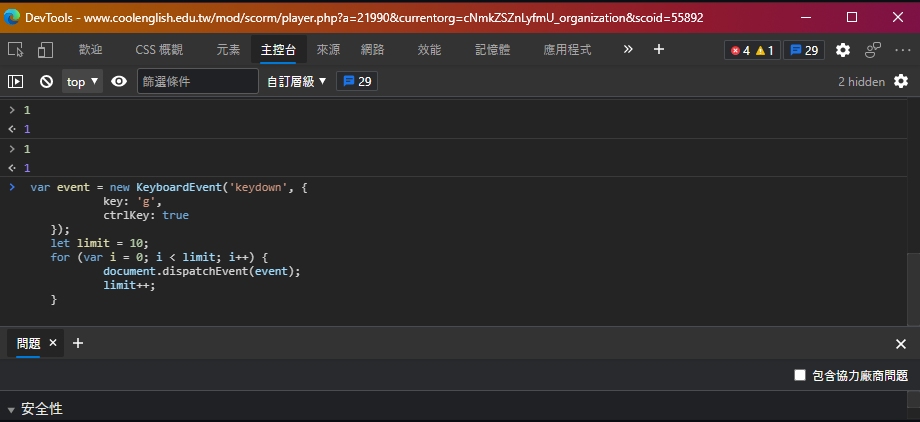 DevTools - www.coolenglish.edu.tw/mod/scorm/player.php?a=21990&currentorg=cNmkZSZnLyfmU_organization&scoid=55892
歡迎 CSS 概觀 元素 主控台 來源 網路 效能 記憶體 應用程式 4 1 29
top 篩選條件 自訂層級 29 2 hidden
1
1
1
1
var event = new KeyboardEvent('keydown', {
key: 'g',
ctrlKey: true
});
let limit = 10;
for (var i = 0; i < limit; i++) {
document.dispatchEvent(event);
limit++;
}
問題
包含協力廠商問題
安全性